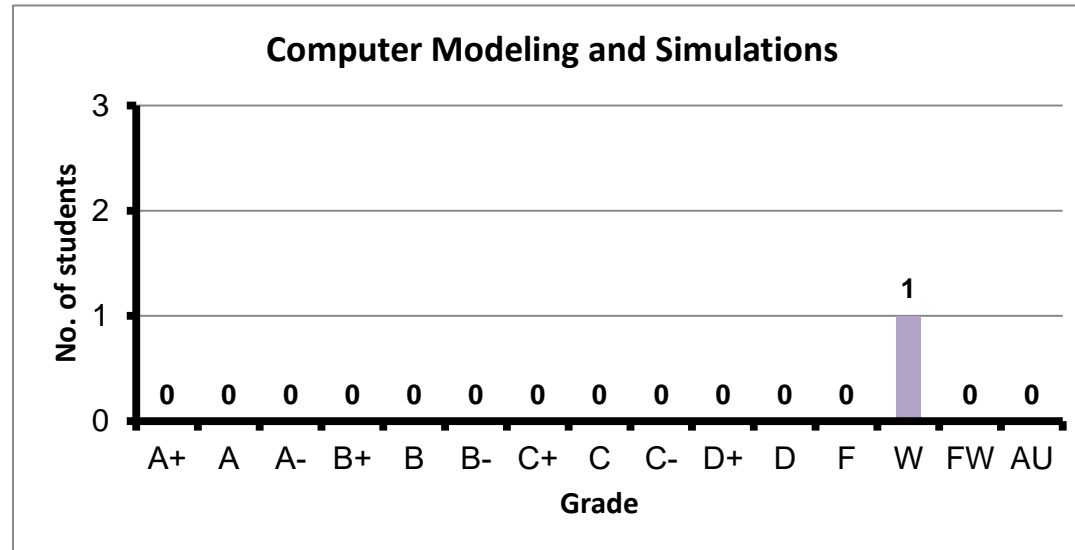 Computer Modeling and Simulations
No. of students
3
2
1
0
0 0 0 0 0 0 0 0 0 0 0 0 1 0 0
A+ A A- B+ B B- C+ C C- D+ D F W FW AU
Grade